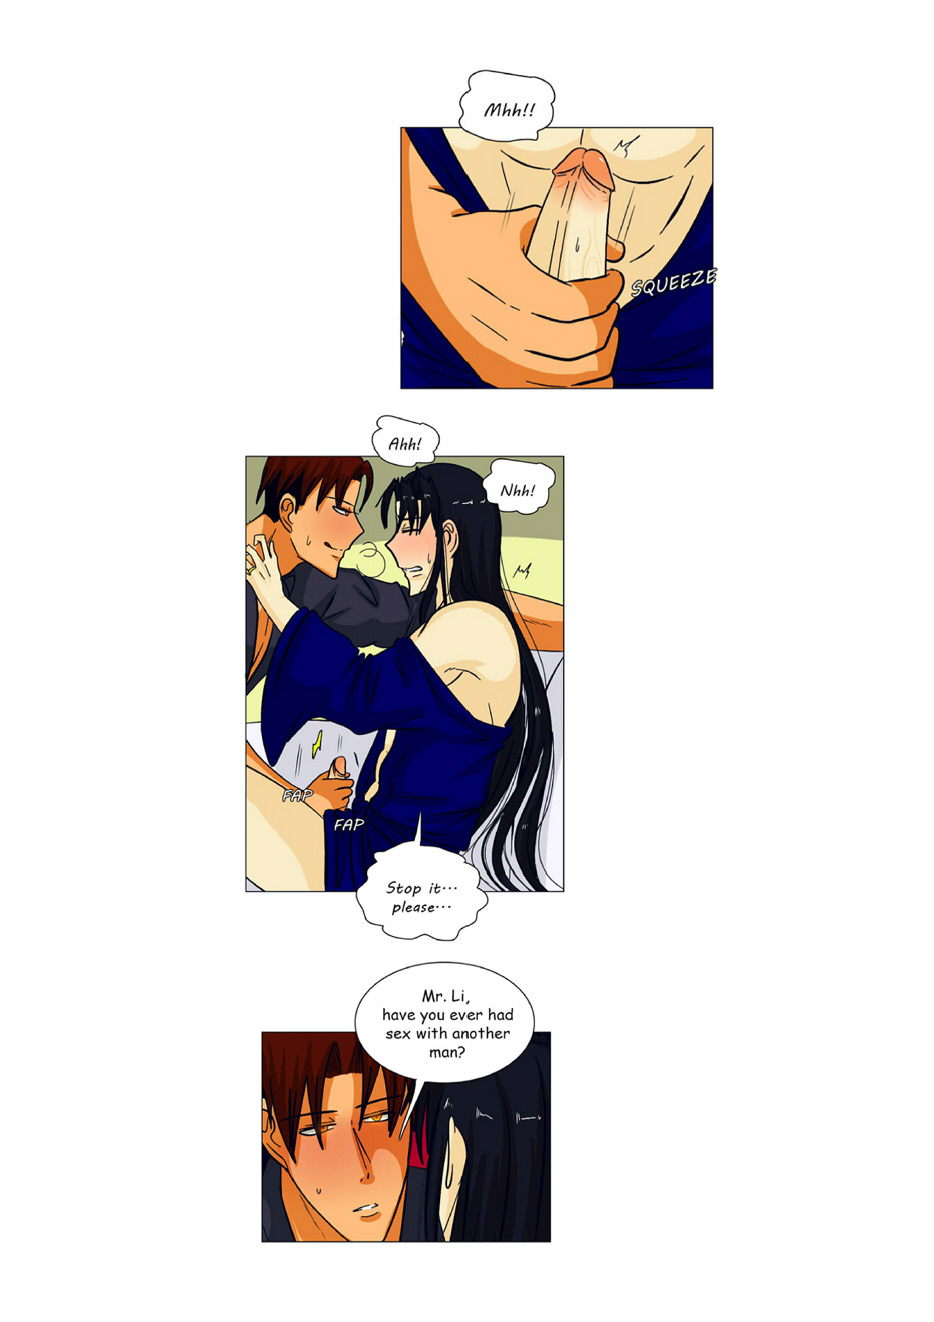 Mhh!!
SQUEEZE
Ahh!
Nhh!
FAP
FAP
Stop it...
please...
Mr. Li,
have you ever had
sex with another
man?